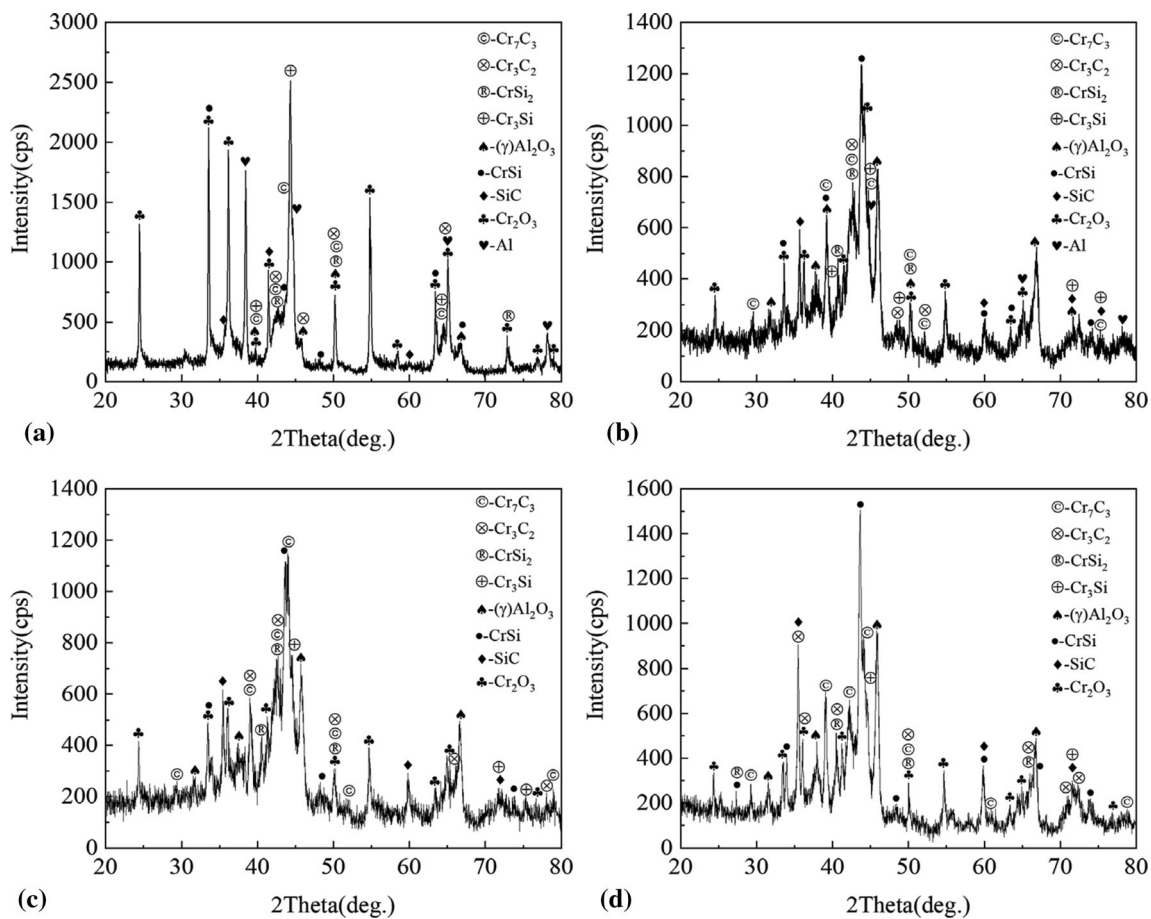 3000
2500
2000
1500
1000
500
0
Intensity(cps)
Ⓒ-Cr₇C₃
⊗-Cr₃C₂
Ⓡ-CrSi₂
⊕-Cr₃Si
♠-(γ)Al₂O₃
●-CrSi
♦-SiC
♣-Cr₂O₃
♥-Al
20 30 40 50 60 70 80
2Theta(deg.)
(a)
1400
1200
1000
800
600
400
200
0
Intensity(cps)
Ⓒ-Cr₇C₃
⊗-Cr₃C₂
Ⓡ-CrSi₂
⊕-Cr₃Si
♠-(γ)Al₂O₃
●-CrSi
♦-SiC
♣-Cr₂O₃
♥-Al
20 30 40 50 60 70 80
2Theta(deg.)
(b)
1400
1200
1000
800
600
400
200
0
Intensity(cps)
Ⓒ-Cr₇C₃
⊗-Cr₃C₂
Ⓡ-CrSi₂
⊕-Cr₃Si
♠-(γ)Al₂O₃
●-CrSi
♦-SiC
♣-Cr₂O₃
20 30 40 50 60 70 80
2Theta(deg.)
(c)
1600
1400
1200
1000
800
600
400
200
0
Intensity(cps)
Ⓒ-Cr₇C₃
⊗-Cr₃C₂
Ⓡ-CrSi₂
⊕-Cr₃Si
♠-(γ)Al₂O₃
●-CrSi
♦-SiC
♣-Cr₂O₃
20 30 40 50 60 70 80
2Theta(deg.)
(d)